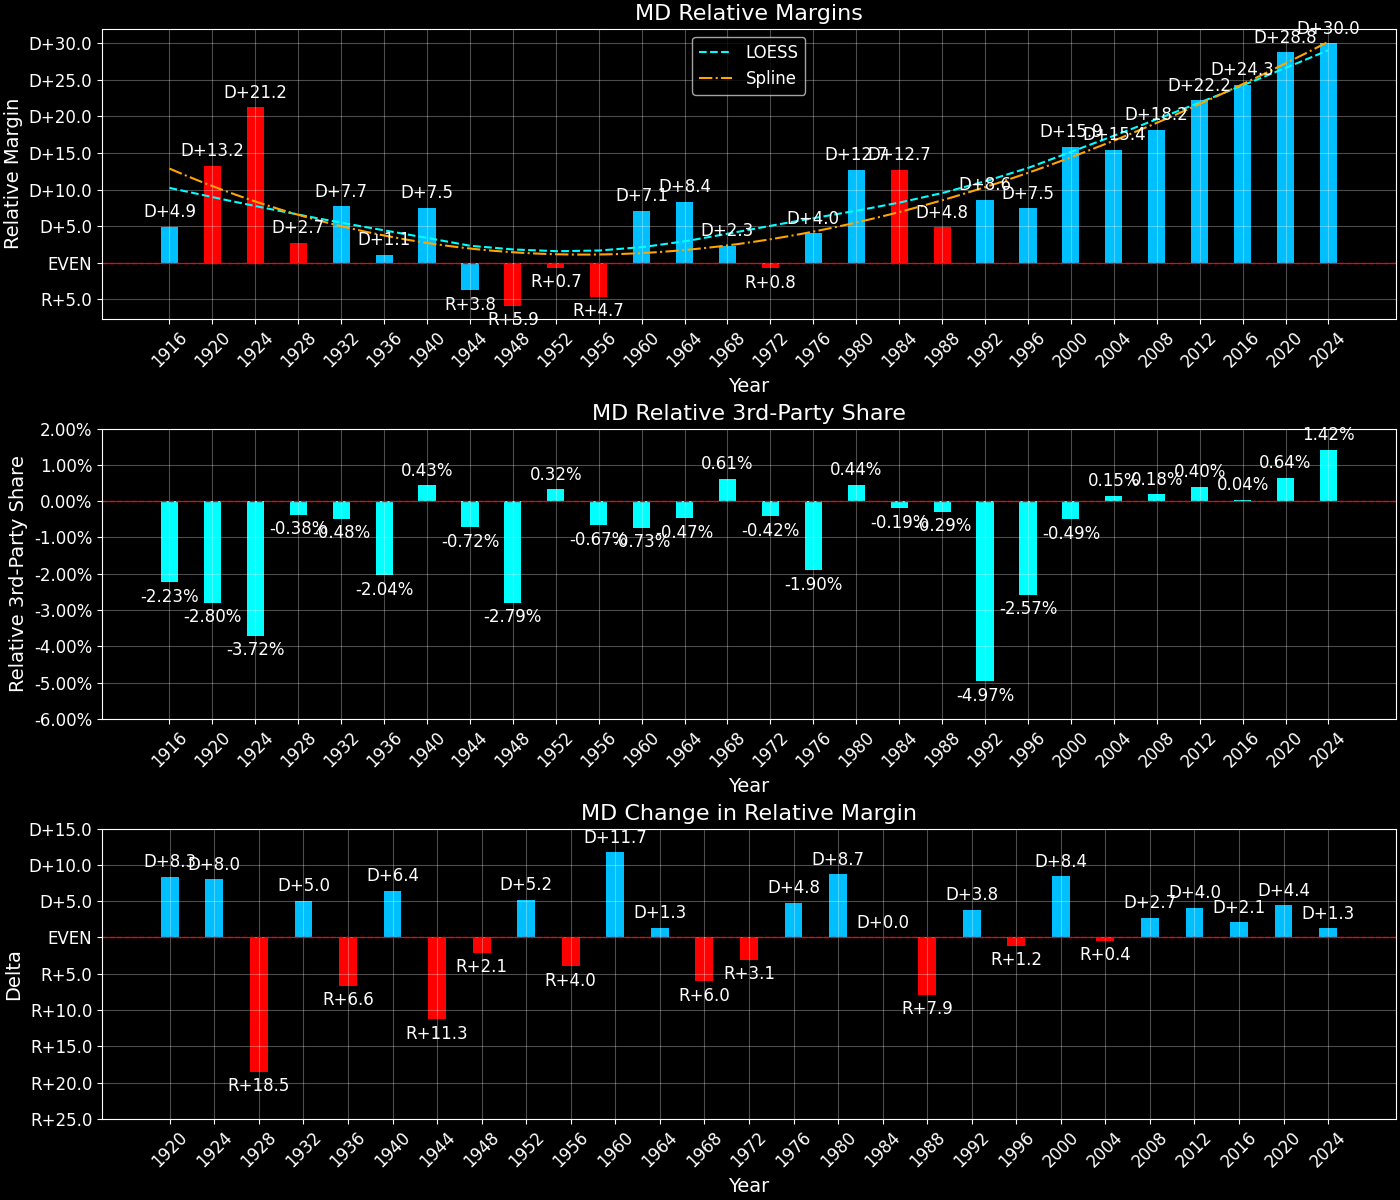 MD Relative Margins
Relative Margin
D+30.0
D+25.0
D+20.0
D+15.0
D+10.0
D+5.0
EVEN
R+5.0
LOESS
Spline
D+4.9
D+13.2
D+21.2
D+2.7
D+7.7
D+1.1
D+7.5
R+3.8
R+5.9
R+0.7
R+4.7
D+7.1
D+8.4
D+2.3
R+0.8
D+4.0
D+12.7
D+12.7
D+4.8
D+8.6
D+7.5
D+15.9
D+15.4
D+18.2
D+22.2
D+24.3
D+28.8
D+30.0
1916 1920 1924 1928 1932 1936 1940 1944 1948 1952 1956 1960 1964 1968 1972 1976 1980 1984 1988 1992 1996 2000 2004 2008 2012 2016 2020 2024
Year
MD Relative 3rd-Party Share
Relative 3rd-Party Share
2.00%
1.00%
0.00%
-1.00%
-2.00%
-3.00%
-4.00%
-5.00%
-6.00%
-2.23%
-2.80%
-3.72%
-0.38%
-0.48%
-2.04%
0.43%
-0.72%
-2.79%
0.32%
-0.67%
-0.73%
-0.47%
0.61%
-0.42%
-1.90%
0.44%
-0.19%
-0.29%
-4.97%
-2.57%
-0.49%
0.15%
0.18%
0.40%
0.04%
0.64%
1.42%
1916 1920 1924 1928 1932 1936 1940 1944 1948 1952 1956 1960 1964 1968 1972 1976 1980 1984 1988 1992 1996 2000 2004 2008 2012 2016 2020 2024
Year
MD Change in Relative Margin
Delta
D+15.0
D+10.0
D+5.0
EVEN
R+5.0
R+10.0
R+15.0
R+20.0
R+25.0
D+8.3
D+8.0
R+18.5
D+5.0
R+6.6
D+6.4
R+11.3
R+2.1
D+5.2
R+4.0
D+11.7
D+1.3
R+6.0
R+3.1
D+4.8
D+8.7
D+0.0
R+7.9
D+3.8
R+1.2
D+8.4
R+0.4
D+2.7
D+4.0
D+2.1
D+4.4
D+1.3
1920 1924 1928 1932 1936 1940 1944 1948 1952 1956 1960 1964 1968 1972 1976 1980 1984 1988 1992 1996 2000 2004 2008 2012 2016 2020 2024
Year